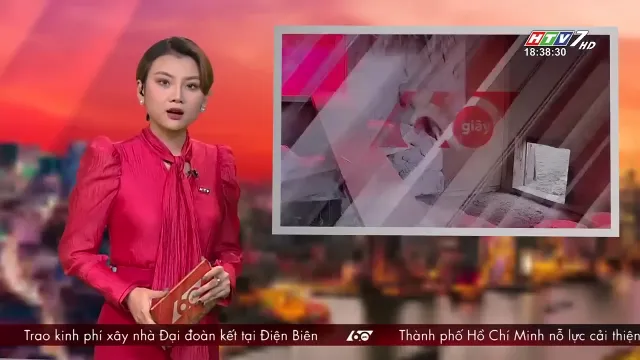 HTV7 HD
18:38:30
giây
Trao kinh phí xây nhà Đại đoàn kết tại Điện Biên
60
Thành phố Hồ Chí Minh nỗ lực cải thiện